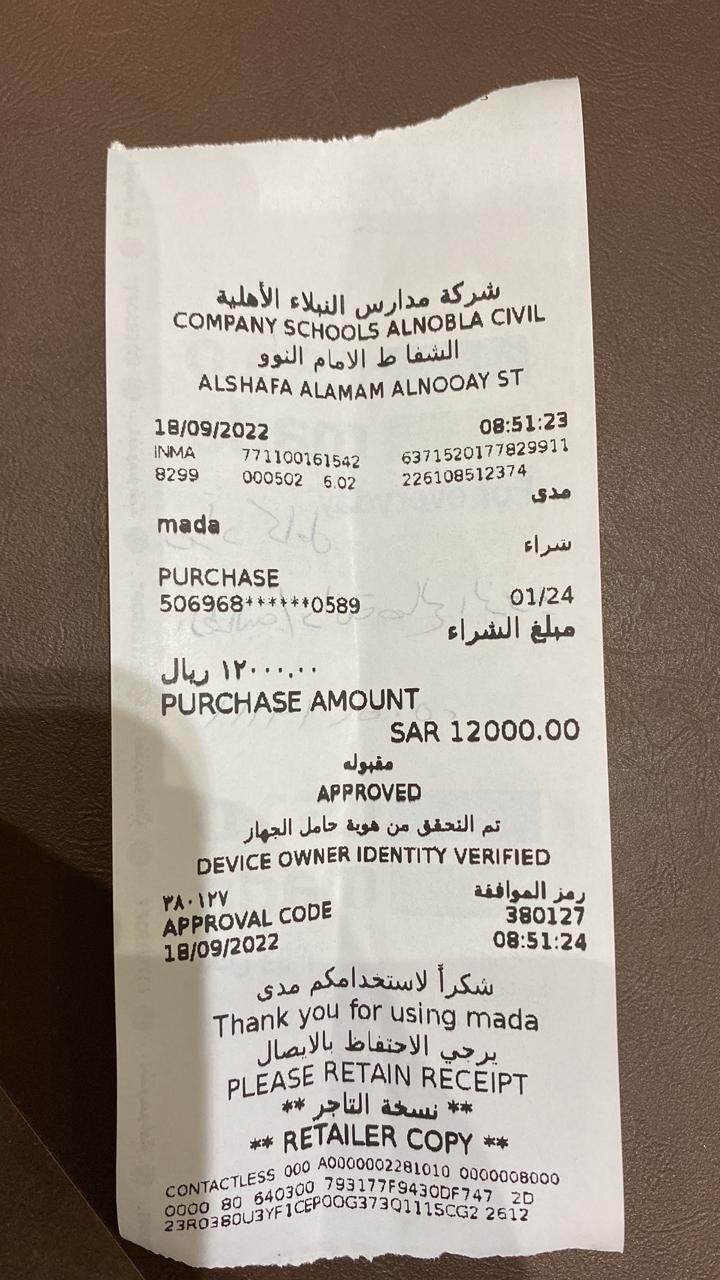 شركة مدارس النبلاء الأهلية
COMPANY SCHOOLS ALNOBLA CIVIL
الشفا ط الامام النوو
ALSHAFA ALAMAM ALNOOAY ST
18/09/2022 08:51:23
INMA 771100161542 6371520177829911
8299 000502 6.02 226108512374
مدى
mada
شراء
PURCHASE
506968******0589 01/24
مبلغ الشراء
١٢٠٠٠.٠٠ ريال
PURCHASE AMOUNT
SAR 12000.00
مقبوله
APPROVED
تم التحقق من هوية حامل الجهاز
DEVICE OWNER IDENTITY VERIFIED
٣٨٠١٢٧ رمز الموافقة
APPROVAL CODE 380127
18/09/2022 08:51:24
شكراً لاستخدامكم مدى
Thank you for using mada
يرجي الاحتفاظ بالايصال
PLEASE RETAIN RECEIPT
** نسخة التاجر **
** RETAILER COPY **
CONTACTLESS 000 A0000002281010 0000008000
0000 80 640300 793177F9430DF747 2D
23R0380U3YF1CEP0OG373Q1115CG2 2612